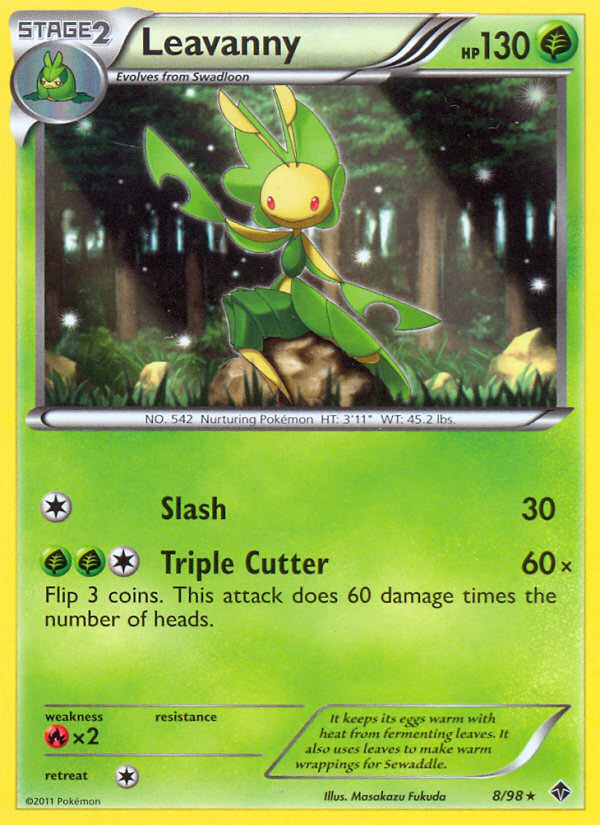 STAGE2
Leavanny
HP130
Evolves from Swadloon
NO. 542 Nurturing Pokémon HT: 3'11" WT: 45.2 lbs.
Slash 30
Triple Cutter 60×
Flip 3 coins. This attack does 60 damage times the
number of heads.
weakness resistance
×2
retreat
It keeps its eggs warm with
heat from fermenting leaves. It
also uses leaves to make warm
wrappings for Sewaddle.
Illus. Masakazu Fukuda 8/98★
©2011 Pokémon